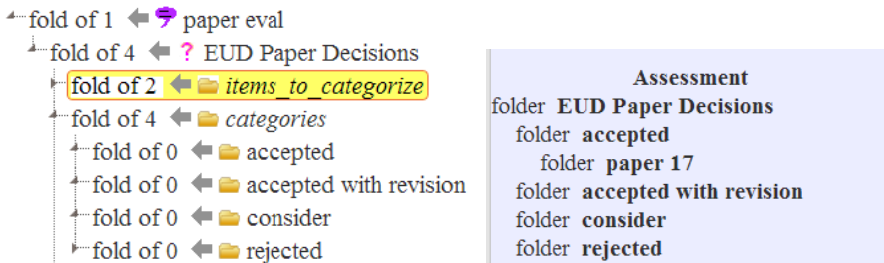 fold of 1 paper eval
fold of 4 ? EUD Paper Decisions
fold of 2 items_to_categorize
fold of 4 categories
fold of 0 accepted
fold of 0 accepted with revision
fold of 0 consider
fold of 0 rejected
Assessment
folder EUD Paper Decisions
folder accepted
folder paper 17
folder accepted with revision
folder consider
folder rejected